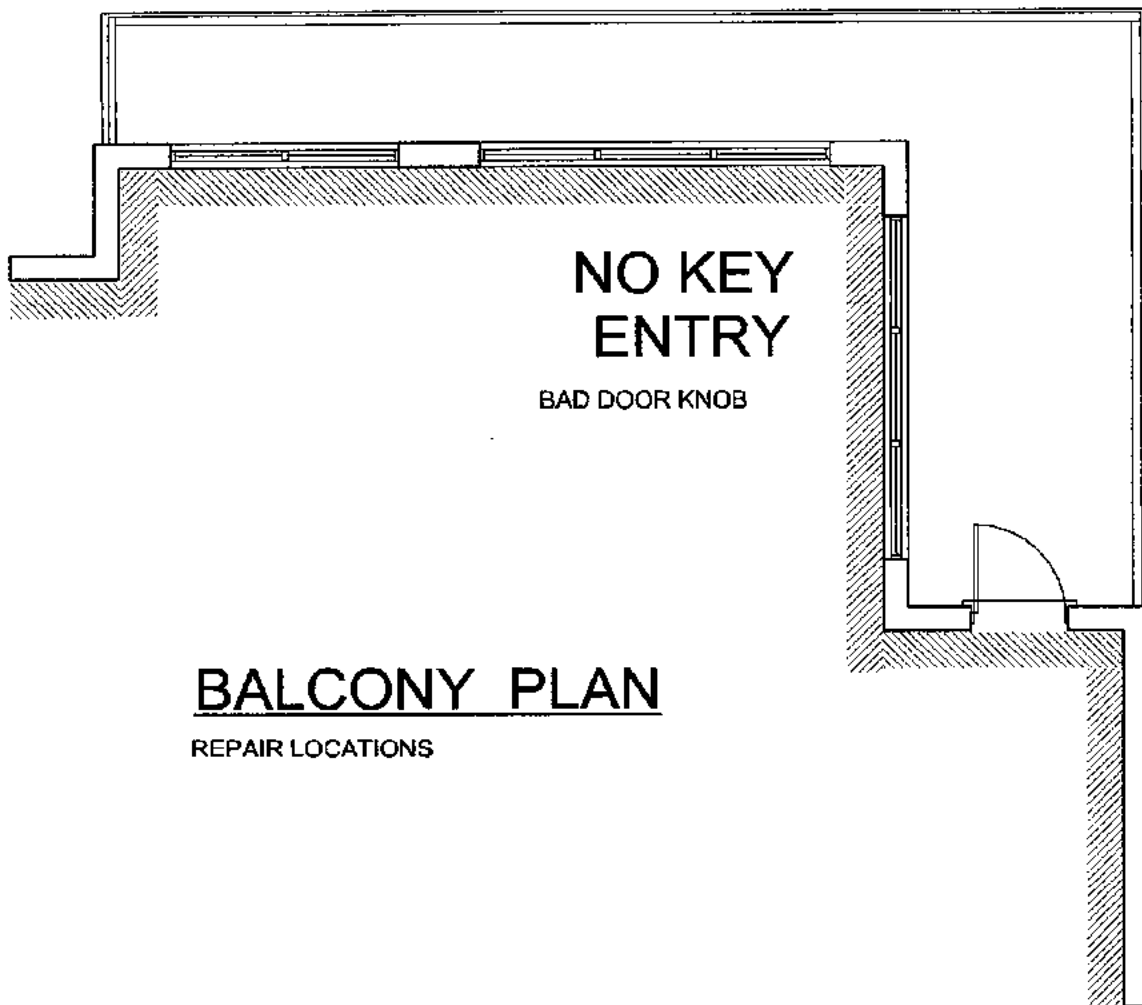 NO KEY
ENTRY
BAD DOOR KNOB
BALCONY PLAN
REPAIR LOCATIONS